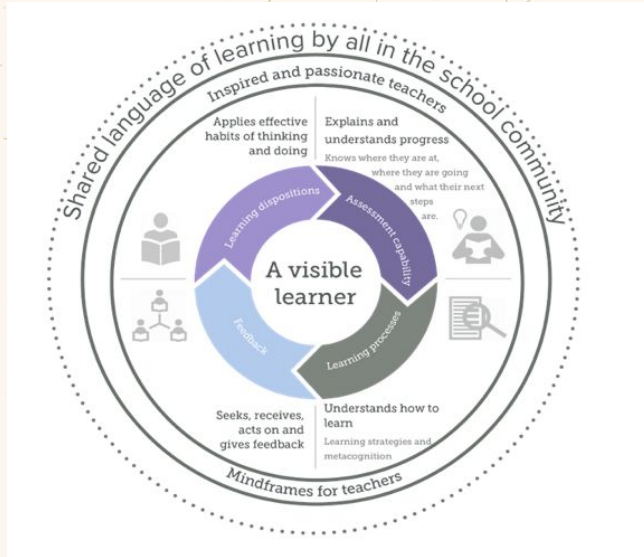 Shared language of learning by all in the school community
Inspired and passionate teachers
Applies effective
habits of thinking
and doing
Explains and
understands progress
Knows where they are at,
where they are going
and what their next
steps
are.
Learning dispositions
Assessment capability
A visible
learner
Feedback
Learning processes
Seeks, receives,
acts on and
gives feedback
Understands how to
learn
Learning strategies and
metacognition
Mindframes for teachers